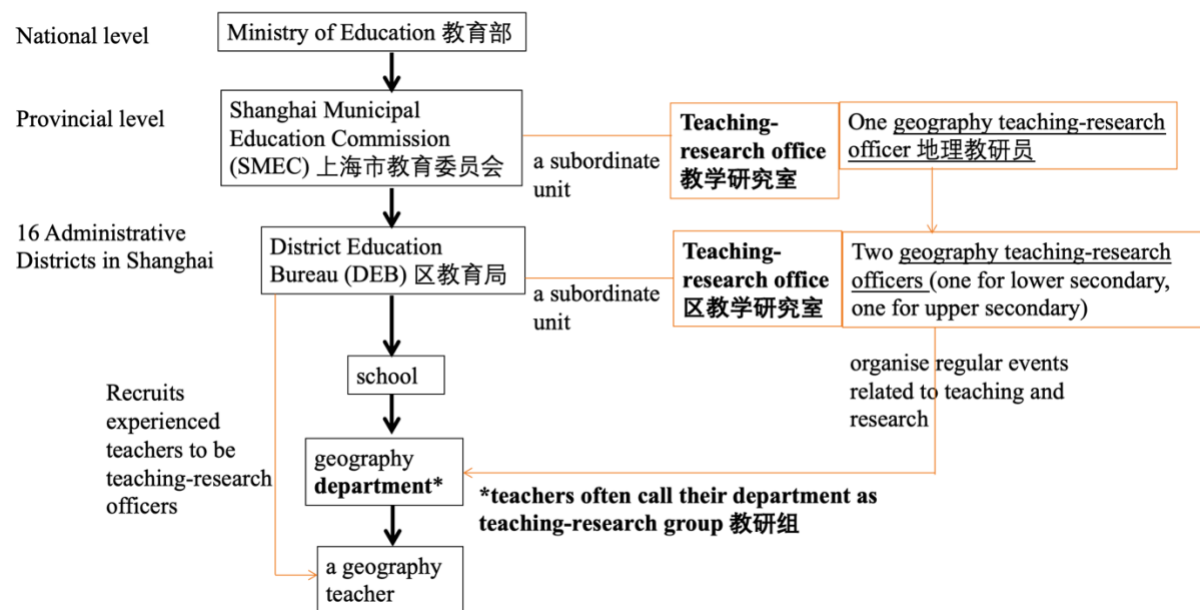 National level
Ministry of Education 教育部
Provincial level
Shanghai Municipal
Education Commission
(SMEC) 上海市教育委员会
a subordinate
unit
Teaching-
research office
教学研究室
One geography teaching-research
officer 地理教研员
16 Administrative
Districts in Shanghai
District Education
Bureau (DEB) 区教育局
a subordinate
unit
Teaching-
research office
区教学研究室
Two geography teaching-research
officers (one for lower secondary,
one for upper secondary)
organise regular events
related to teaching and
research
school
Recruits
experienced
teachers to be
teaching-research
officers
geography
department*
*teachers often call their department as
teaching-research group 教研组
a geography
teacher